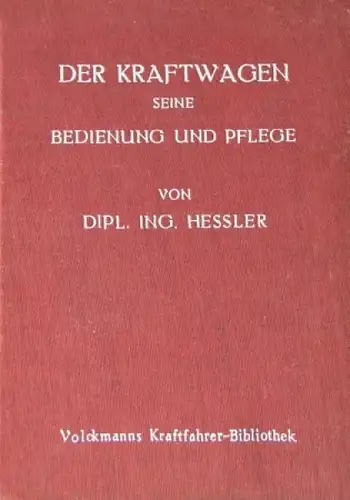 DER KRAFTWAGEN
SEINE
BEDIENUNG UND PFLEGE
VON
DIPL. ING. HESSLER
Volckmanns Kraftfahrer-Bibliothek